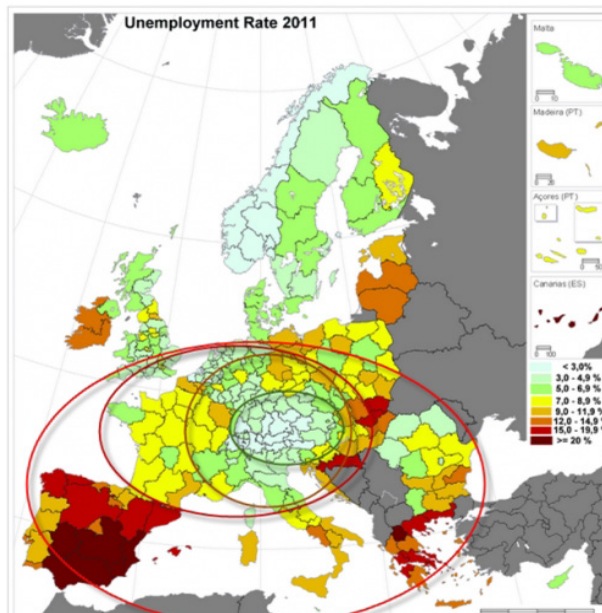 Unemployment Rate 2011
Malta
Madeira (PT)
Açores (PT)
Canarias (ES)
< 3,0%
3,0 - 4,9 %
5,0 - 6,9 %
7,0 - 8,9 %
9,0 - 11,9 %
12,0 - 14,9 %
15,0 - 19,9 %
>= 20 %